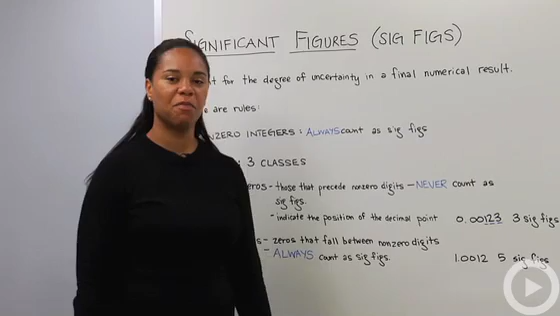 SIGNIFICANT FIGURES (SIG FIGS)
for the degree of uncertainty in a final numerical result.
are rules:
INTEGERS: ALWAYS count as sig figs
3 CLASSES
- those that precede nonzero digits - NEVER count as
sig figs.
- indicate the position of the decimal point 0.00123 3 sig figs
- zeros that fall between nonzero digits
- ALWAYS count as sig figs. 1.0012 5 sig figs